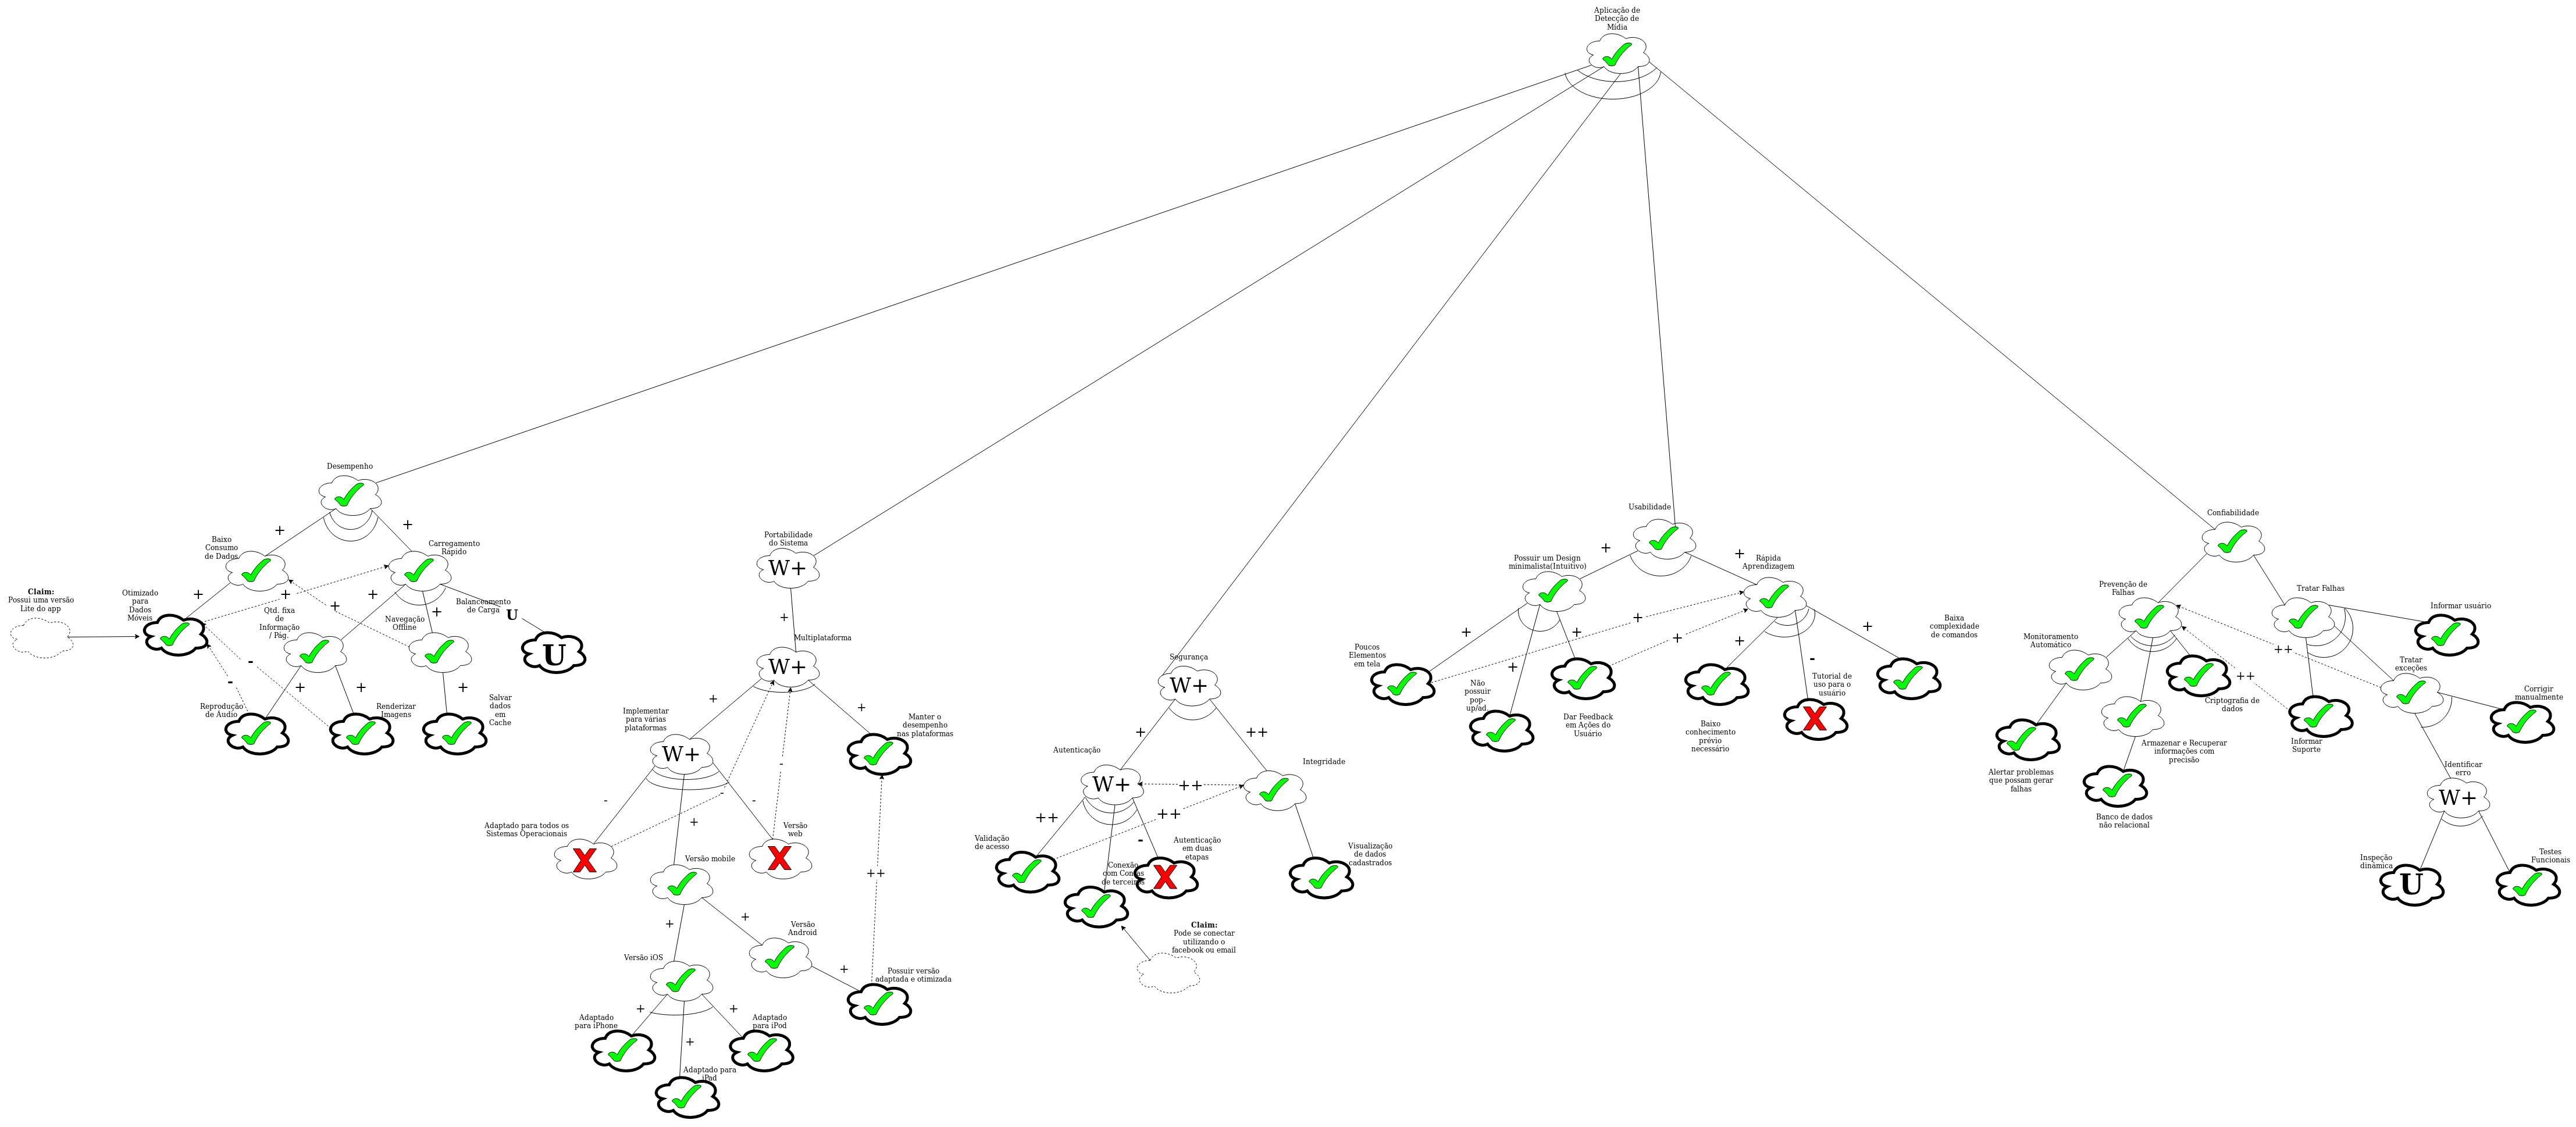 Aplicação de
Detecção de
Mídia
Desempenho
+
+
Baixo
Consumo
de Dados
Carregamento
Rápido
Claim:
Possui uma versão
Lite do app
Otimizado
para
Dados
Móveis
+
+
+
+
+
Qtd. fixa
de
Informação
/ Pág.
Navegação
Offline
Balanceamento
de Carga
U
U
-
-
+
+
+
Reprodução
de Áudio
Renderizar
Imagens
Salvar
dados
em
Cache
Portabilidade
do Sistema
W+
+
Multiplataforma
W+
+
+
Implementar
para várias
plataformas
W+
Manter o
desempenho
nas plataformas
-
-
-
-
+
Adaptado para todos os
Sistemas Operacionais
X
Versão
web
X
Versão mobile
++
+
+
Versão
Android
Versão iOS
+
Possuir versão
adaptada e otimizada
+
+
+
Adaptado
para iPhone
Adaptado
para iPod
Adaptado para
iPad
Segurança
W+
+
++
Autenticação
W+
Integridade
++
++
++
-
Validação
de acesso
Conexão
com Contas
de terceiros
Autenticação
em duas
etapas
X
Visualização
de dados
cadastrados
Claim:
Pode se conectar
utilizando o
facebook ou email
Usabilidade
+
+
Possuir um Design
minimalista(Intuitivo)
Rápida
Aprendizagem
+
+
+
+
+
+
-
+
Poucos
Elementos
em tela
Não
possuir
pop-
up/ad
Dar Feedback
em Ações do
Usuário
Baixo
conhecimento
prévio
necessário
Tutorial de
uso para o
usuário
X
Baixa
complexidade
de comandos
Confiabilidade
Prevenção de
Falhas
Tratar Falhas
Informar usuário
Monitoramento
Automático
++
++
Criptografia de
dados
Tratar
exceções
Corrigir
manualmente
Alertar problemas
que possam gerar
falhas
Armazenar e Recuperar
informações com
precisão
Informar
Suporte
Banco de dados
não relacional
Identificar
erro
W+
Inspeção
dinâmica
U
Testes
Funcionais